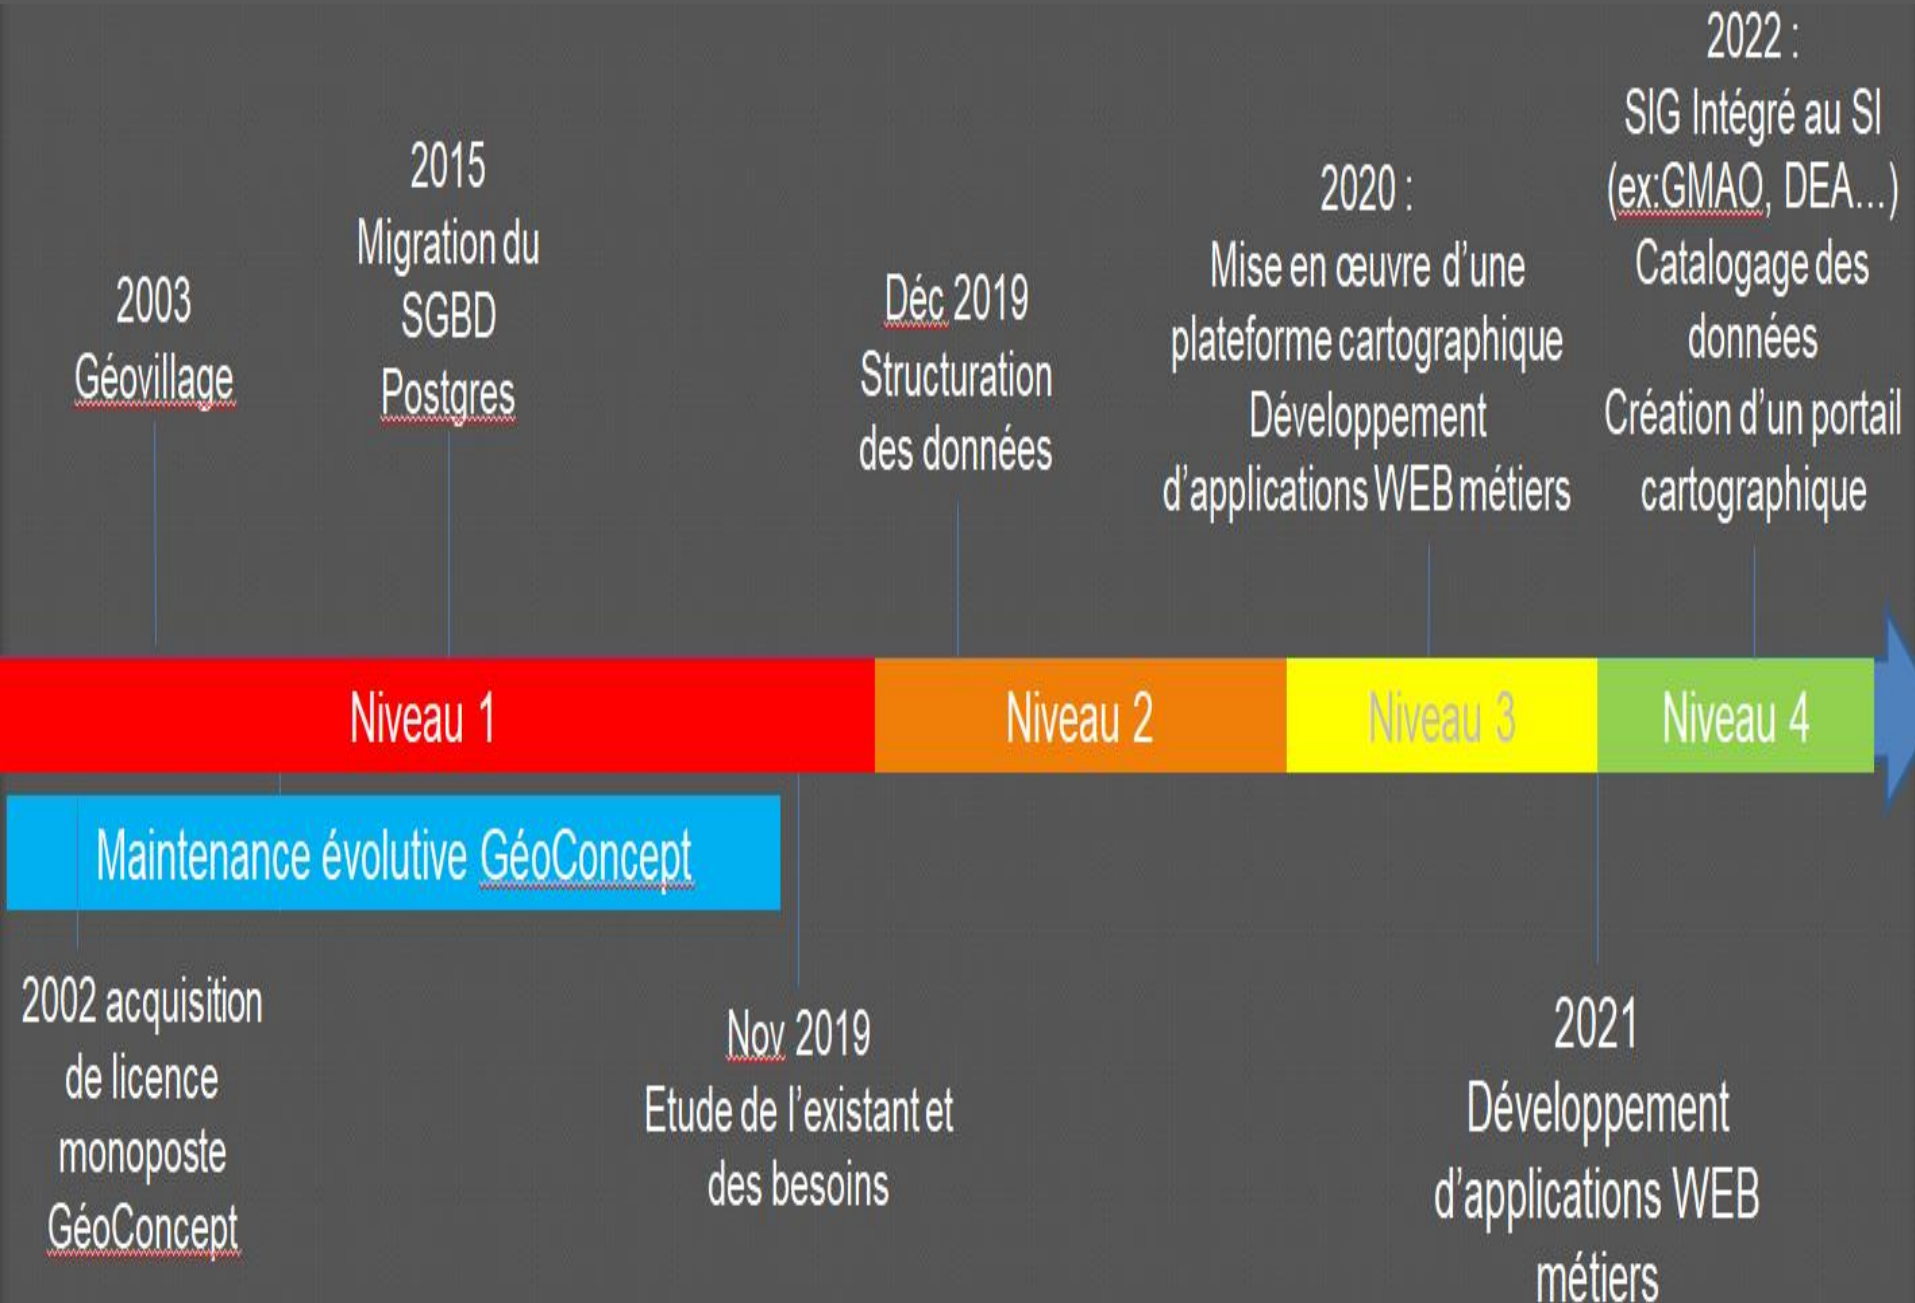 2003
Géovillage
2015
Migration du
SGBD
Postgres
Déc 2019
Structuration
des données
2020 :
Mise en œuvre d’une
plateforme cartographique
Développement
d’applications WEB métiers
2022 :
SIG Intégré au SI
(ex:GMAO, DEA…)
Catalogage des
données
Création d’un portail
cartographique
Niveau 1
Niveau 2
Niveau 3
Niveau 4
Maintenance évolutive GéoConcept
2002 acquisition
de licence
monoposte
GéoConcept
Nov 2019
Etude de l’existant et
des besoins
2021
Développement
d’applications WEB
métiers